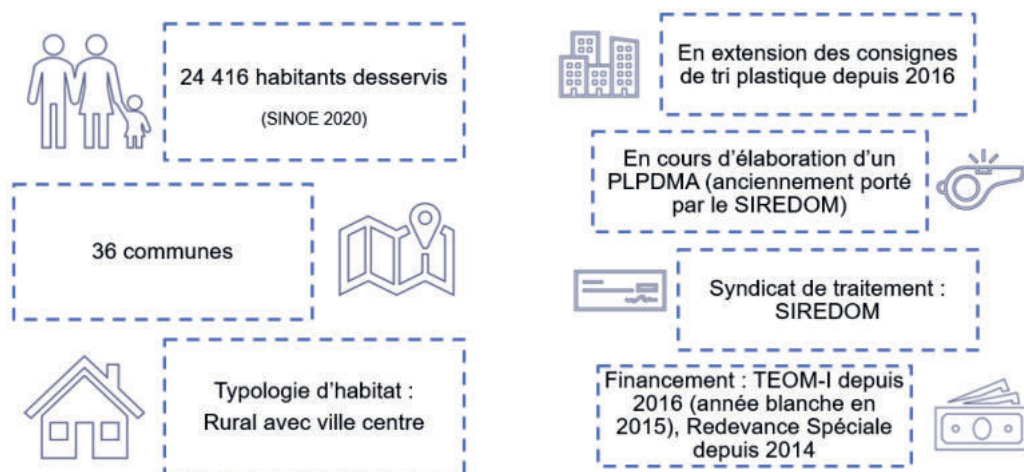 24 416 habitants desservis
(SINOE 2020)
36 communes
Typologie d'habitat :
Rural avec ville centre
En extension des consignes
de tri plastique depuis 2016
En cours d'élaboration d'un
PLPDMA (anciennement porté
par le SIREDOM)
Syndicat de traitement :
SIREDOM
Financement : TEOM-I depuis
2016 (année blanche en
2015), Redevance Spéciale
depuis 2014